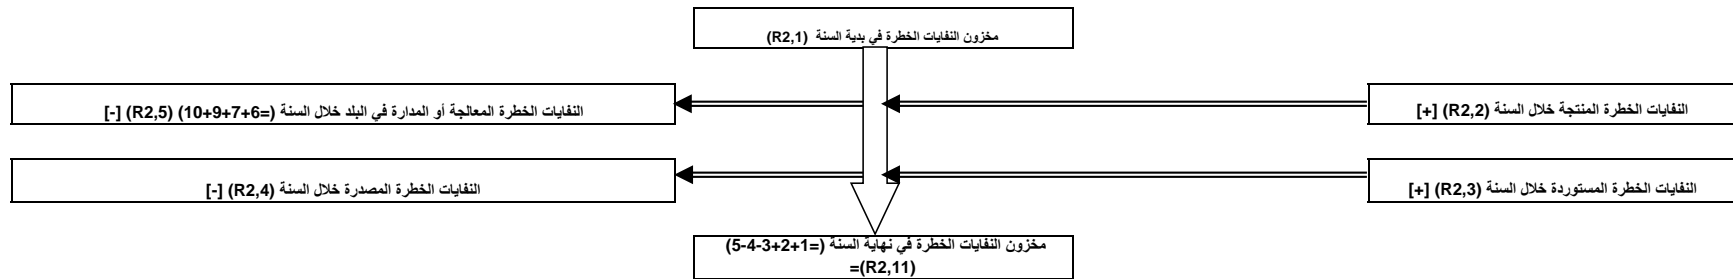 مخزون النفايات الخطرة في بدية السنة (R2,1)
النفايات الخطرة المنتجة خلال السنة (R2,2) [+]
النفايات الخطرة المعالجة أو المدارة في البلد خلال السنة (=6+7+9+10) (R2,5) [-]
النفايات الخطرة المستوردة خلال السنة (R2,3) [+]
النفايات الخطرة المصدرة خلال السنة (R2,4) [-]
مخزون النفايات الخطرة في نهاية السنة (=1+2+3-4-5)
=(R2,11)